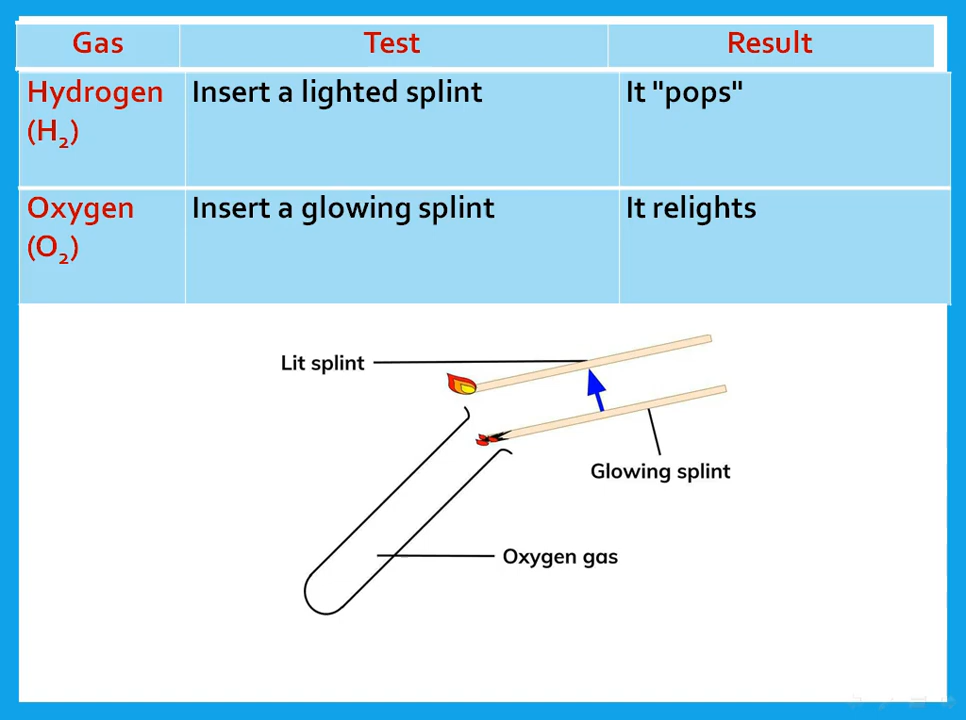 Gas Test Result
Hydrogen Insert a lighted splint It "pops"
(H₂)
Oxygen Insert a glowing splint It relights
(O₂)
Lit splint
Glowing splint
Oxygen gas